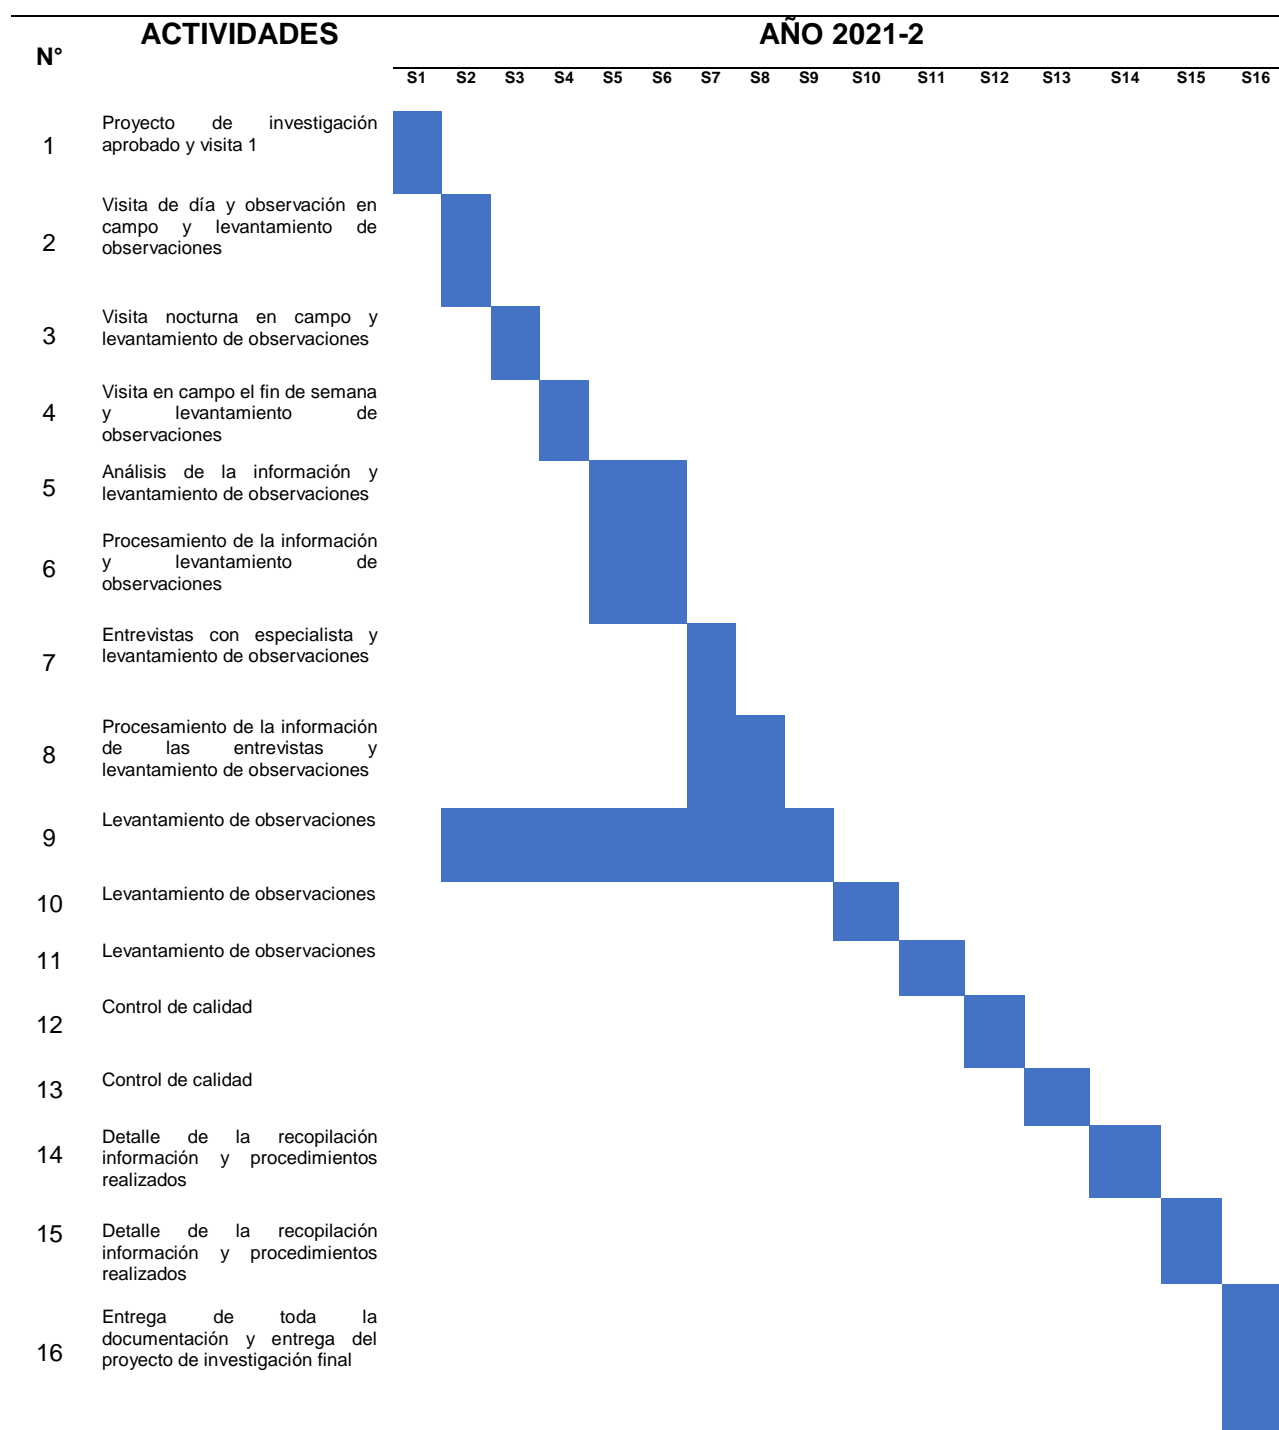 ACTIVIDADES
AÑO 2021-2
N°
S1 S2 S3 S4 S5 S6 S7 S8 S9 S10 S11 S12 S13 S14 S15 S16
1
Proyecto de investigación
aprobado y visita 1
2
Visita de día y observación en
campo y levantamiento de
observaciones
3
Visita nocturna en campo y
levantamiento de observaciones
4
Visita en campo el fin de semana
y levantamiento de
observaciones
5
Análisis de la información y
levantamiento de observaciones
6
Procesamiento de la información
y levantamiento de
observaciones
7
Entrevistas con especialista y
levantamiento de observaciones
8
Procesamiento de la información
de las entrevistas y
levantamiento de observaciones
9
Levantamiento de observaciones
10
Levantamiento de observaciones
11
Levantamiento de observaciones
12
Control de calidad
13
Control de calidad
14
Detalle de la recopilación
información y procedimientos
realizados
15
Detalle de la recopilación
información y procedimientos
realizados
16
Entrega de toda la
documentación y entrega del
proyecto de investigación final